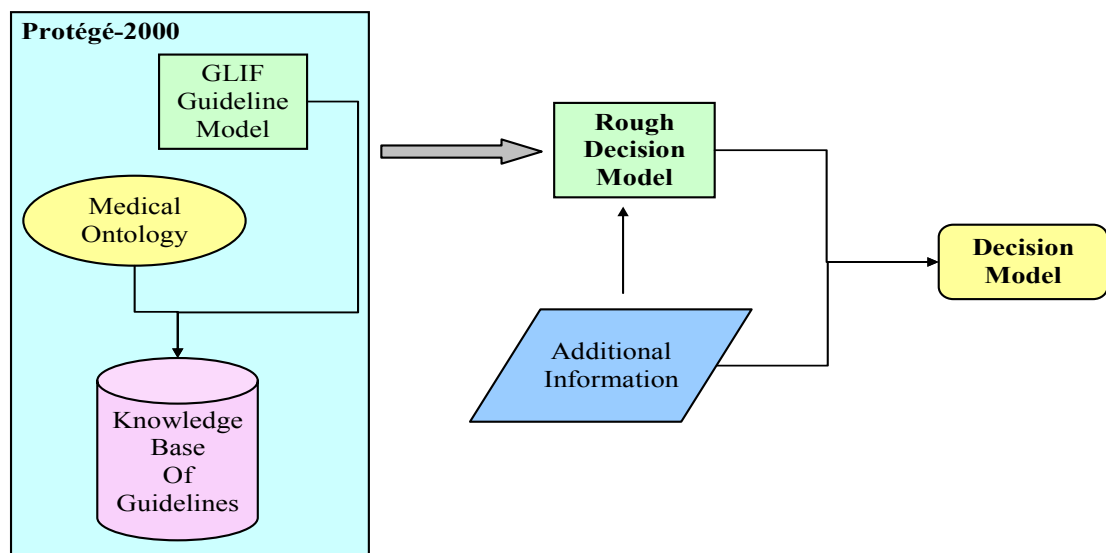 Protégé-2000
GLIF
Guideline
Model
Medical
Ontology
Knowledge
Base
Of
Guidelines
Rough
Decision
Model
Additional
Information
Decision
Model